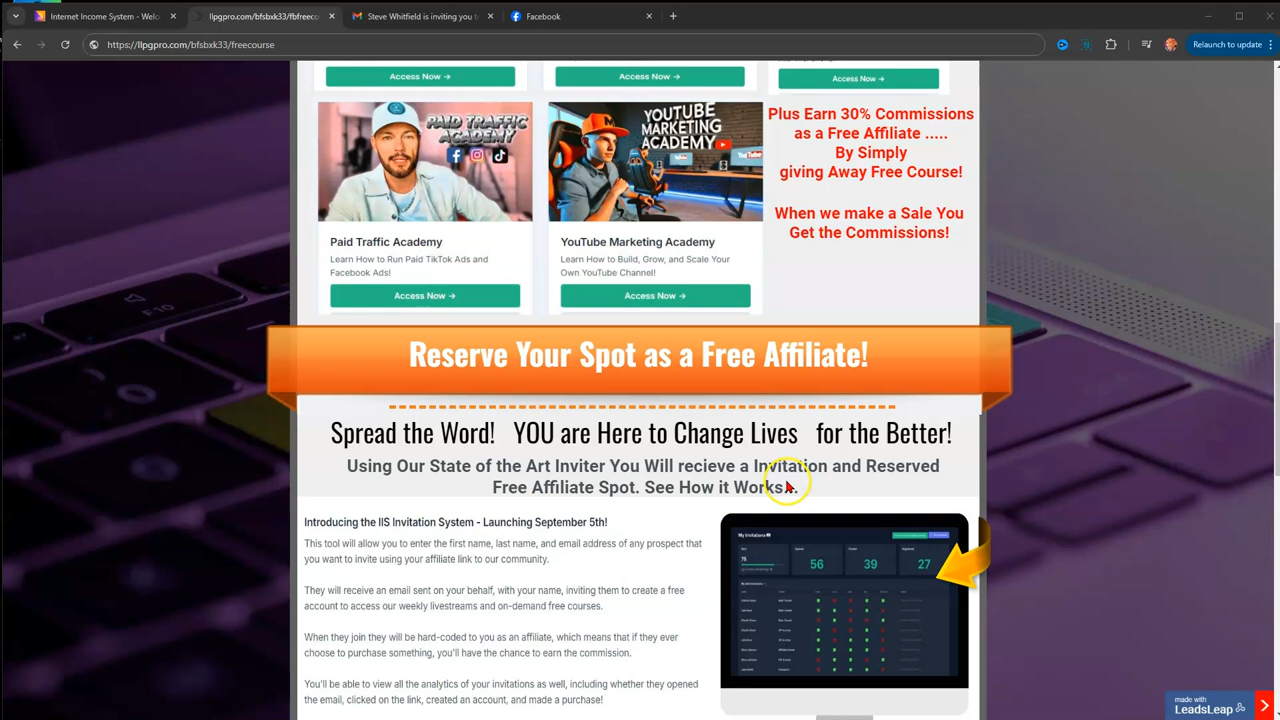 Internet Income System - Welc
llpgpro.com/bfsbxk33/fbfreecou
Steve Whitfield is inviting you t
Facebook
https://llpgpro.com/bfsbxk33/freecourse
Relaunch to update
Access Now →
Access Now →
Access Now →
PAID TRAFFIC
ACADEMY
YOUTUBE
MARKETING
ACADEMY
Plus Earn 30% Commissions
as a Free Affiliate .....
By Simply
giving Away Free Course!
When we make a Sale You
Get the Commissions!
Paid Traffic Academy
Learn How to Run Paid TikTok Ads and
Facebook Ads!
Access Now →
YouTube Marketing Academy
Learn How to Build, Grow, and Scale Your
Own YouTube Channel!
Access Now →
Reserve Your Spot as a Free Affiliate!
Spread the Word! YOU are Here to Change Lives for the Better!
Using Our State of the Art Inviter You Will recieve a Invitation and Reserved
Free Affiliate Spot. See How it Works...
Introducing the IIS Invitation System - Launching September 5th!
This tool will allow you to enter the first name, last name, and email address of any prospect that
you want to invite using your affiliate link to our community.
They will receive an email sent on your behalf, with your name, inviting them to create a free
account to access our weekly livestreams and on-demand free courses.
When they join they will be hard-coded to you as an affiliate, which means that if they ever
choose to purchase something, you'll have the chance to earn the commission.
You'll be able to view all the analytics of your invitations as well, including whether they opened
the email, clicked on the link, created an account, and made a purchase!
My Invitations
75
56
39
27
made with
LeadsLeap